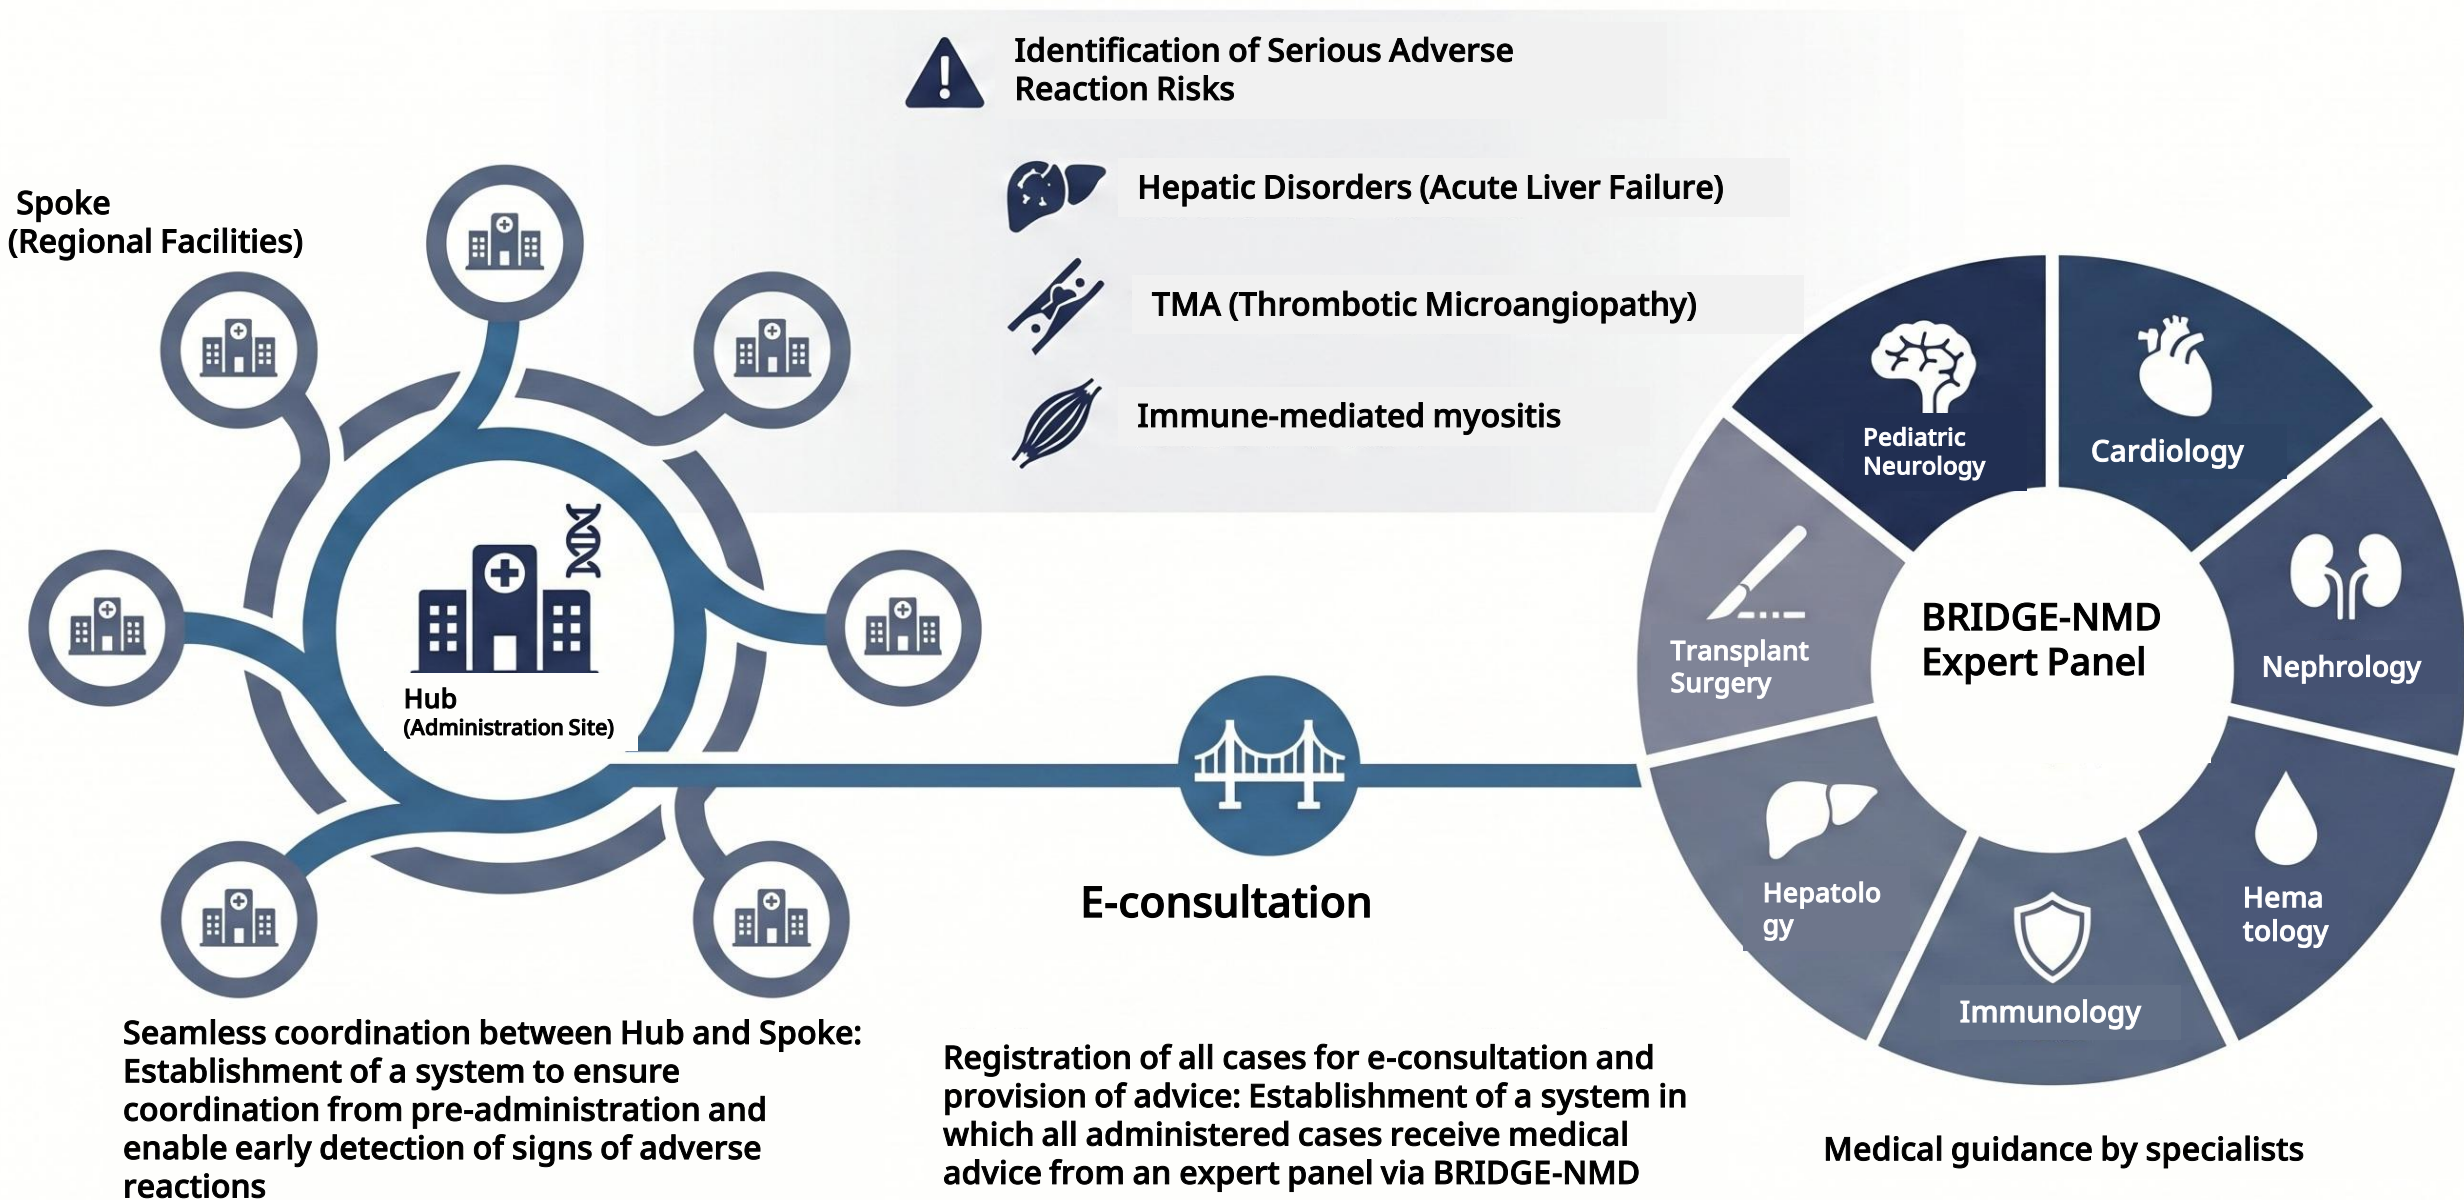 Identification of Serious Adverse
Reaction Risks
Hepatic Disorders (Acute Liver Failure)
TMA (Thrombotic Microangiopathy)
Immune-mediated myositis
Spoke
(Regional Facilities)
Hub
(Administration Site)
E-consultation
Pediatric
Neurology
Cardiology
Transplant
Surgery
BRIDGE-NMD
Expert Panel
Nephrology
Hepatolo
gy
Hema
tology
Immunology
Seamless coordination between Hub and Spoke:
Establishment of a system to ensure
coordination from pre-administration and
enable early detection of signs of adverse
reactions
Registration of all cases for e-consultation and
provision of advice: Establishment of a system in
which all administered cases receive medical
advice from an expert panel via BRIDGE-NMD
Medical guidance by specialists